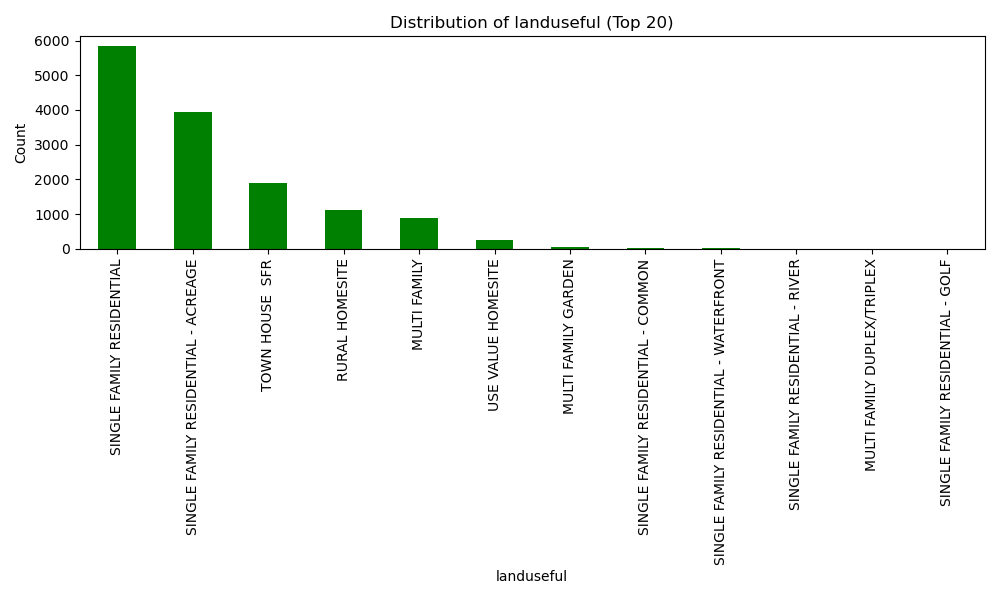 Distribution of landuseful (Top 20)
Count
6000
5000
4000
3000
2000
1000
0
SINGLE FAMILY RESIDENTIAL
SINGLE FAMILY RESIDENTIAL - ACREAGE
TOWN HOUSE  SFR
RURAL HOMESITE
MULTI FAMILY
USE VALUE HOMESITE
MULTI FAMILY GARDEN
SINGLE FAMILY RESIDENTIAL - COMMON
SINGLE FAMILY RESIDENTIAL - WATERFRONT
SINGLE FAMILY RESIDENTIAL - RIVER
MULTI FAMILY DUPLEX/TRIPLEX
SINGLE FAMILY RESIDENTIAL - GOLF
landuseful